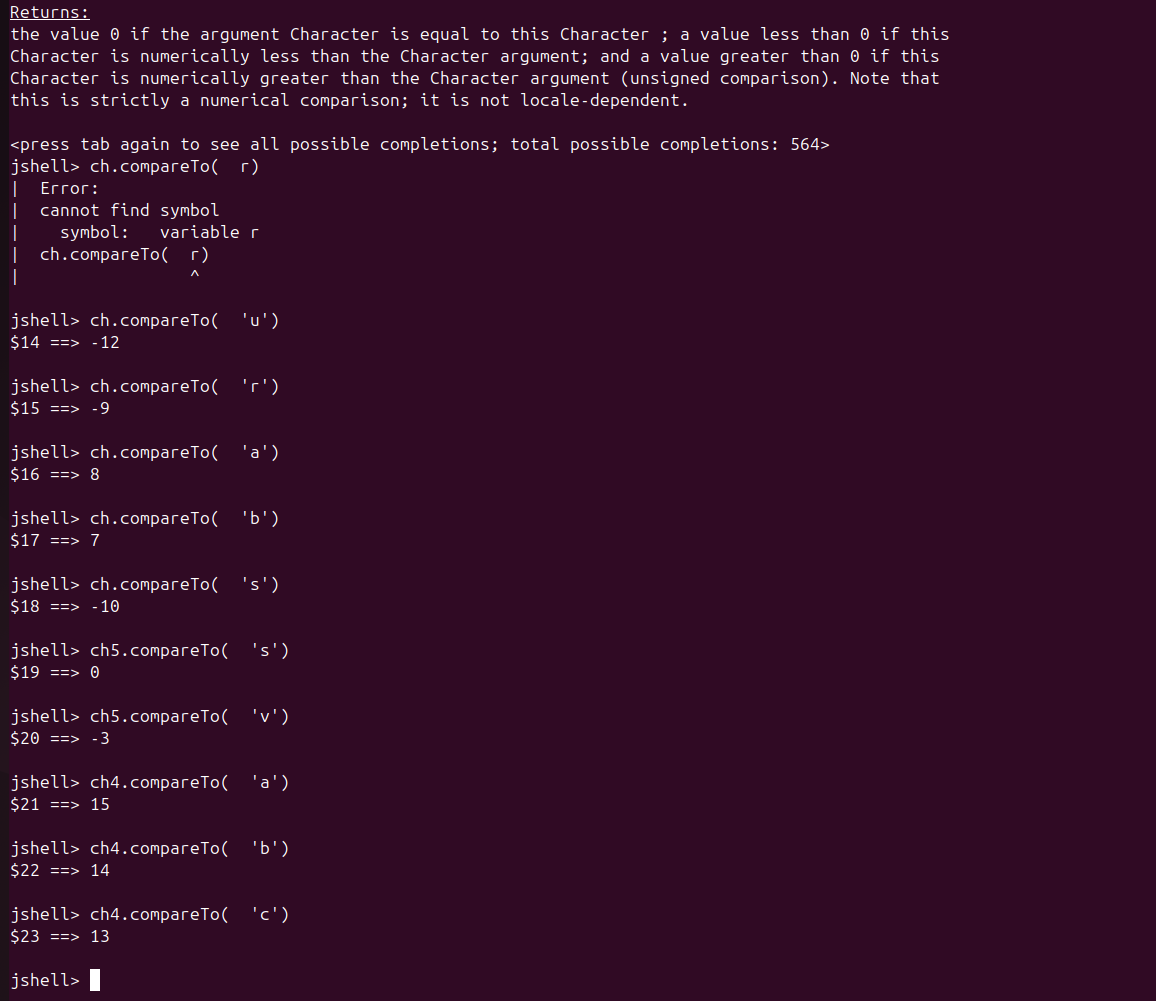 Returns:
the value 0 if the argument Character is equal to this Character ; a value less than 0 if this
Character is numerically less than the Character argument; and a value greater than 0 if this
Character is numerically greater than the Character argument (unsigned comparison). Note that
this is strictly a numerical comparison; it is not locale-dependent.

<press tab again to see all possible completions; total possible completions: 564>
jshell> ch.compareTo(  r)
|  Error:
|  cannot find symbol
|    symbol:   variable r
|  ch.compareTo(  r)
|                 ^

jshell> ch.compareTo(  'u')
$14 ==> -12

jshell> ch.compareTo(  'r')
$15 ==> -9

jshell> ch.compareTo(  'a')
$16 ==> 8

jshell> ch.compareTo(  'b')
$17 ==> 7

jshell> ch.compareTo(  's')
$18 ==> -10

jshell> ch5.compareTo(  's')
$19 ==> 0

jshell> ch5.compareTo(  'v')
$20 ==> -3

jshell> ch4.compareTo(  'a')
$21 ==> 15

jshell> ch4.compareTo(  'b')
$22 ==> 14

jshell> ch4.compareTo(  'c')
$23 ==> 13

jshell>